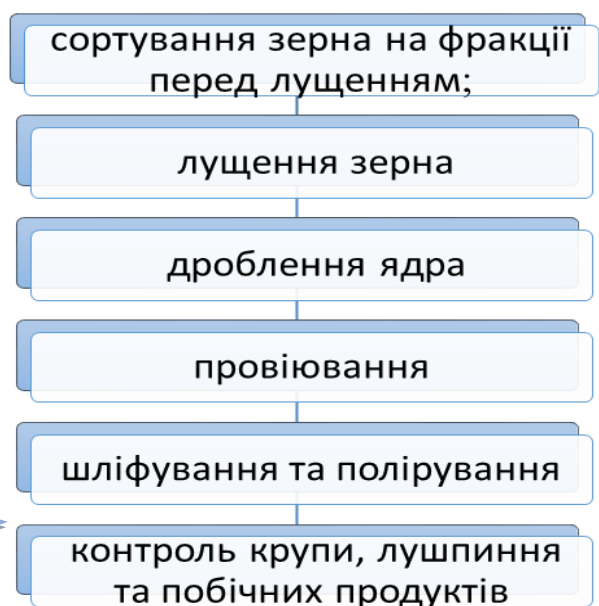 сортування зерна на фракції
перед лущенням;
лущення зерна
дроблення ядра
провіювання
шліфування та полірування
контроль крупи, лушпиння
та побічних продуктів